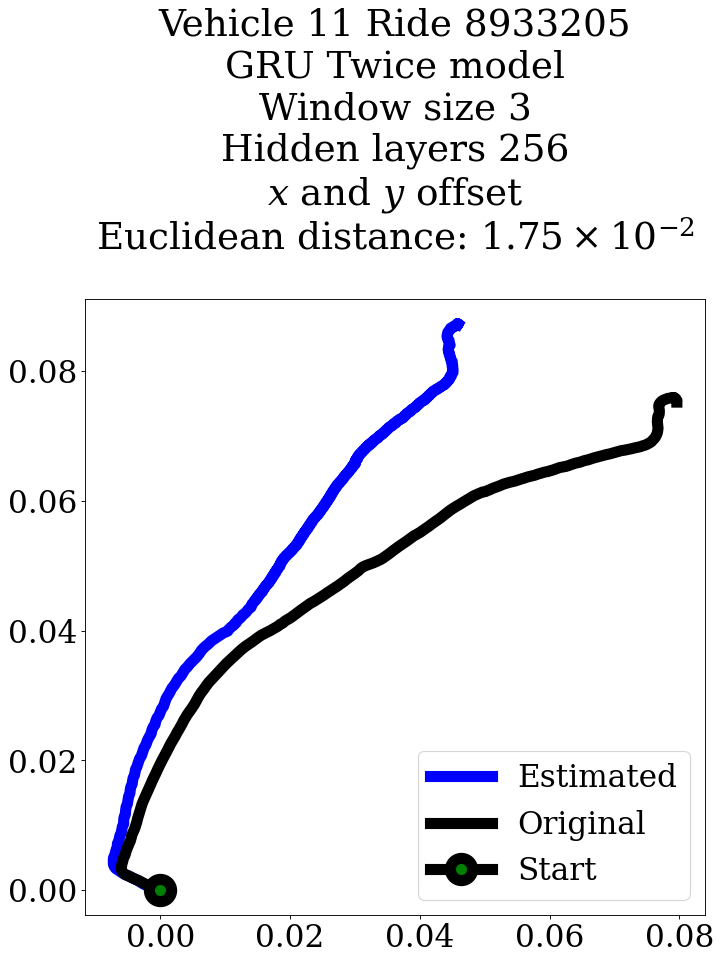 Vehicle 11 Ride 8933205
GRU Twice model
Window size 3
Hidden layers 256
x and y offset
Euclidean distance: 1.75 × 10⁻²
0.08
0.06
0.04
0.02
0.00
Estimated
Original
Start
0.00 0.02 0.04 0.06 0.08